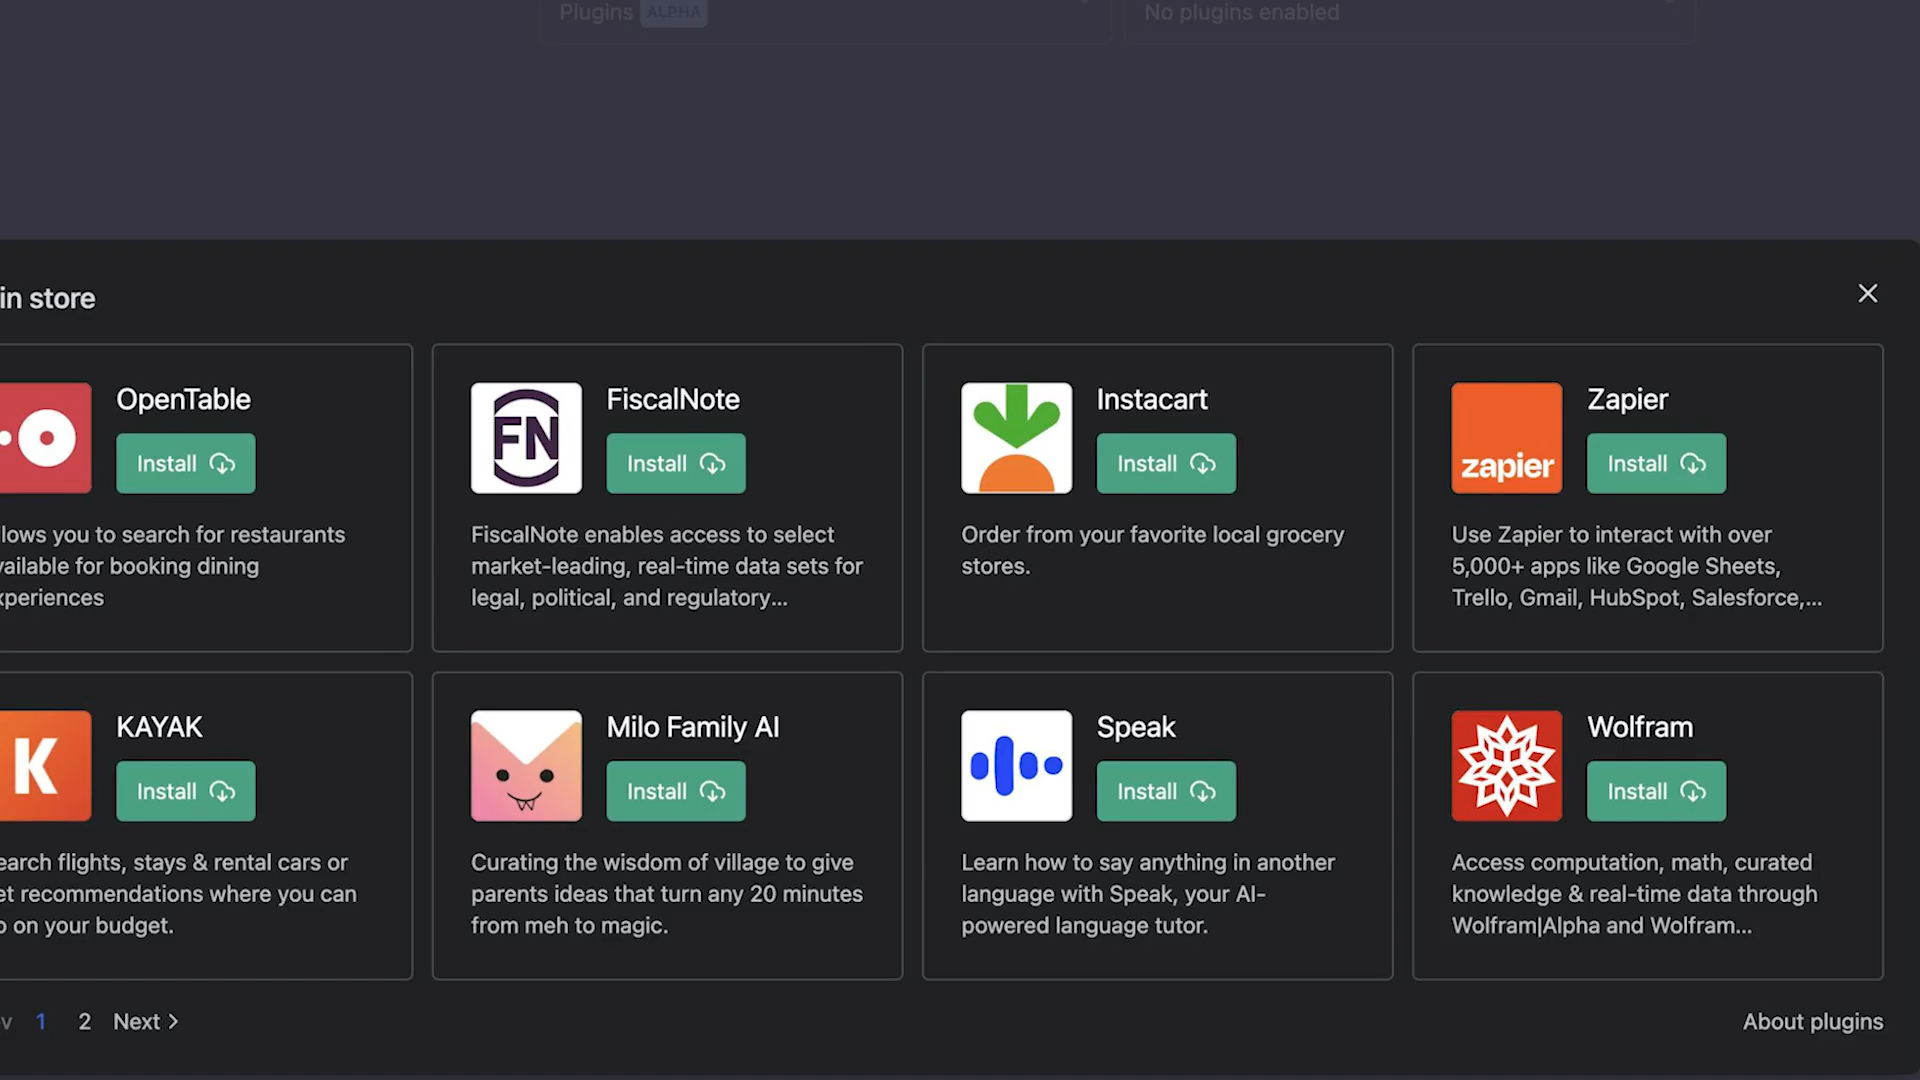 Plugins ALPHA
No plugins enabled
in store
OpenTable
Install
lows you to search for restaurants
ailable for booking dining
periences
FN
FiscalNote
Install
FiscalNote enables access to select
market-leading, real-time data sets for
legal, political, and regulatory...
Instacart
Install
Order from your favorite local grocery
stores.
zapier
Zapier
Install
Use Zapier to interact with over
5,000+ apps like Google Sheets,
Trello, Gmail, HubSpot, Salesforce,...
K
KAYAK
Install
earch flights, stays & rental cars or
et recommendations where you can
o on your budget.
Milo Family AI
Install
Curating the wisdom of village to give
parents ideas that turn any 20 minutes
from meh to magic.
Speak
Install
Learn how to say anything in another
language with Speak, your AI-
powered language tutor.
Wolfram
Install
Access computation, math, curated
knowledge & real-time data through
Wolfram|Alpha and Wolfram...
v 1 2 Next
About plugins